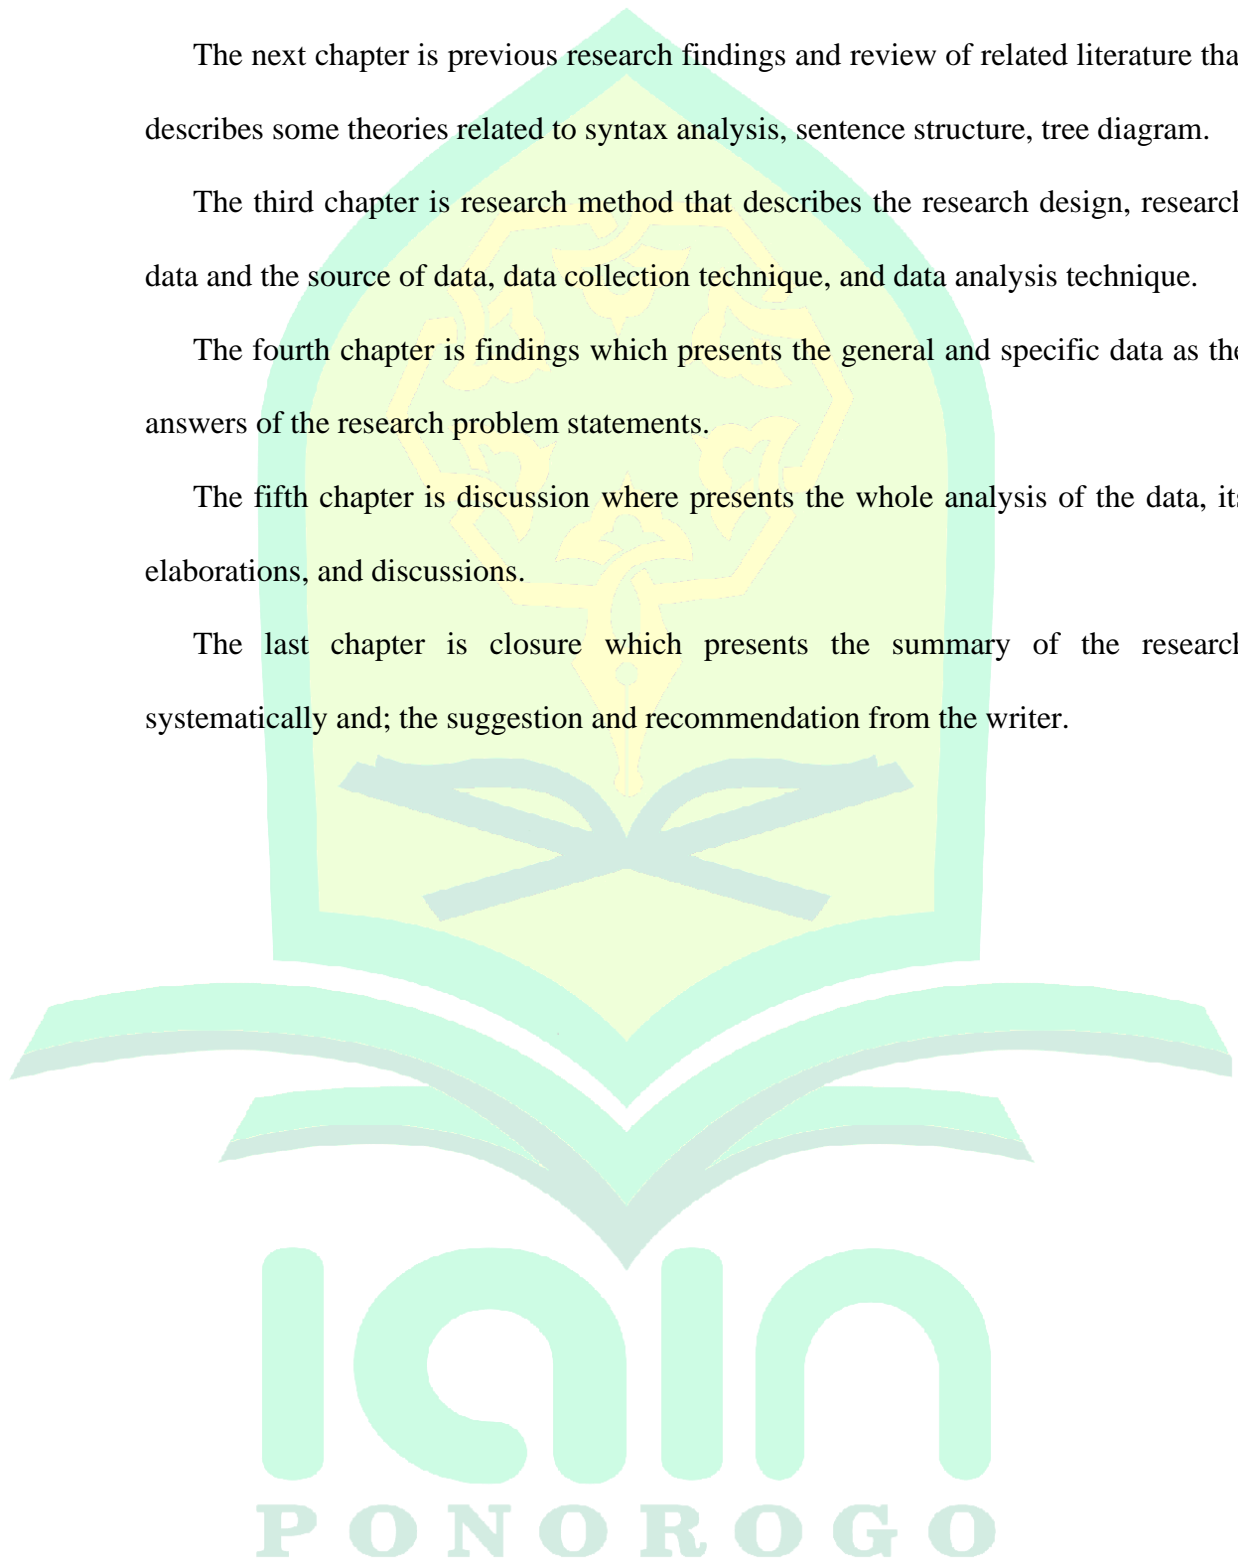 The next chapter is previous research findings and review of related literature tha
describes some theories related to syntax analysis, sentence structure, tree diagram.
The third chapter is research method that describes the research design, research
data and the source of data, data collection technique, and data analysis technique.
The fourth chapter is findings which presents the general and specific data as the
answers of the research problem statements.
The fifth chapter is discussion where presents the whole analysis of the data, its
elaborations, and discussions.
The last chapter is closure which presents the summary of the research
systematically and; the suggestion and recommendation from the writer.
iain
PONOROGO